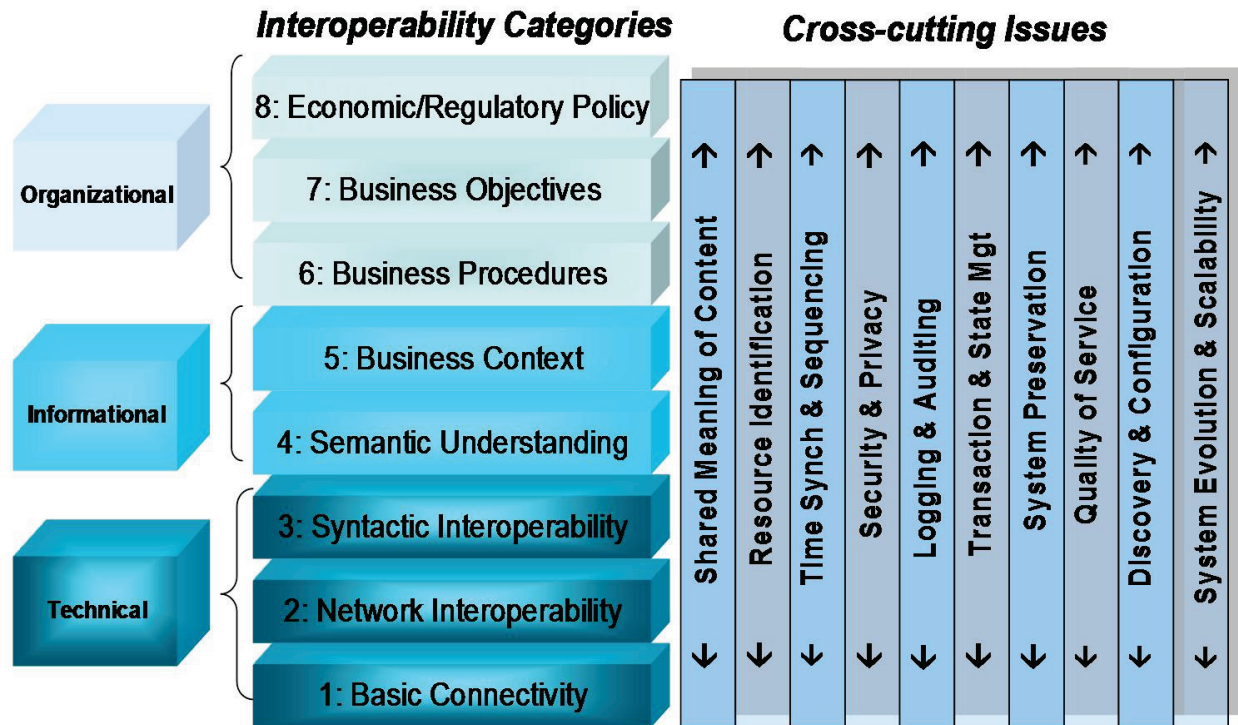 Interoperability Categories
Cross-cutting Issues
Organizational
8: Economic/Regulatory Policy
7: Business Objectives
6: Business Procedures
Informational
5: Business Context
4: Semantic Understanding
Technical
3: Syntactic Interoperability
2: Network Interoperability
1: Basic Connectivity
Shared Meaning of Content
Resource Identification
Time Synch & Sequencing
Security & Privacy
Logging & Auditing
Transaction & State Mgt
System Preservation
Quality of Service
Discovery & Configuration
System Evolution & Scalability